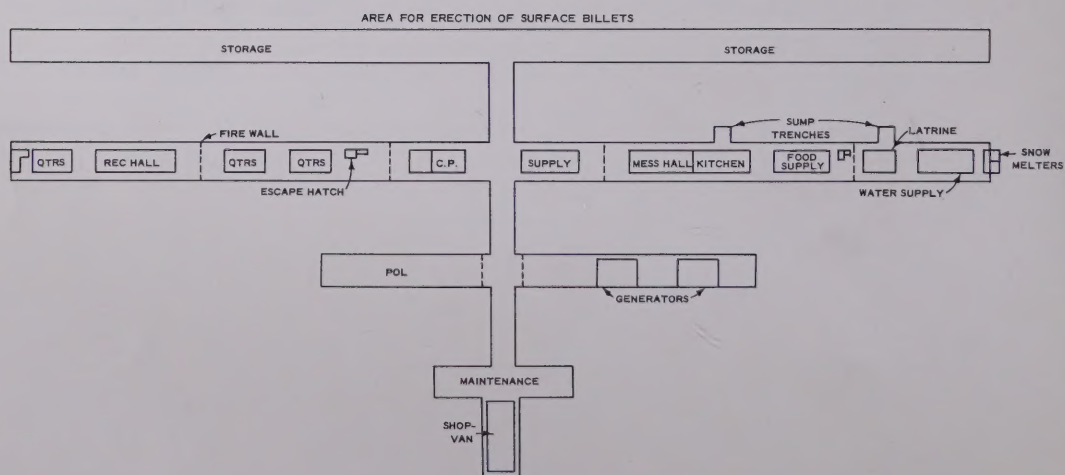 AREA FOR ERECTION OF SURFACE BILLETS
STORAGE
STORAGE
FIRE WALL
SUMP
TRENCHES
LATRINE
QTRS
REC HALL
QTRS
QTRS
C.P.
SUPPLY
MESS HALL
KITCHEN
FOOD
SUPPLY
SNOW
MELTERS
ESCAPE HATCH
WATER SUPPLY
POL
GENERATORS
MAINTENANCE
SHOP-
VAN